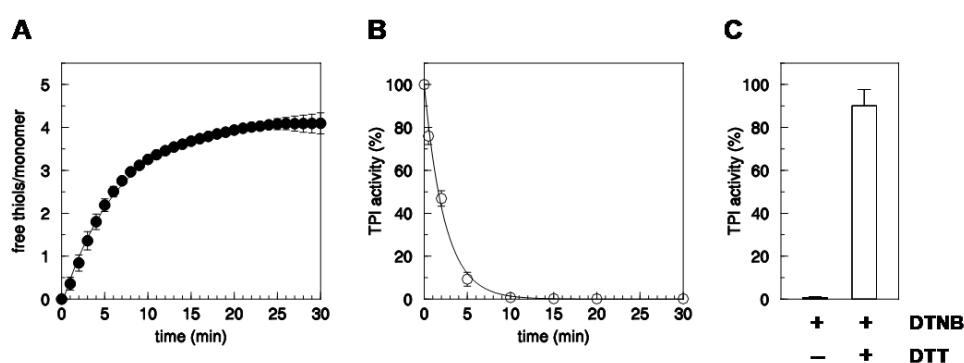 A
B
C
free thiols/monomer
5
4
3
2
1
0
0 5 10 15 20 25 30
time (min)
TPI activity (%)
100
80
60
40
20
0
0 5 10 15 20 25 30
time (min)
TPI activity (%)
100
80
60
40
20
0
+ + DTNB
− + DTT